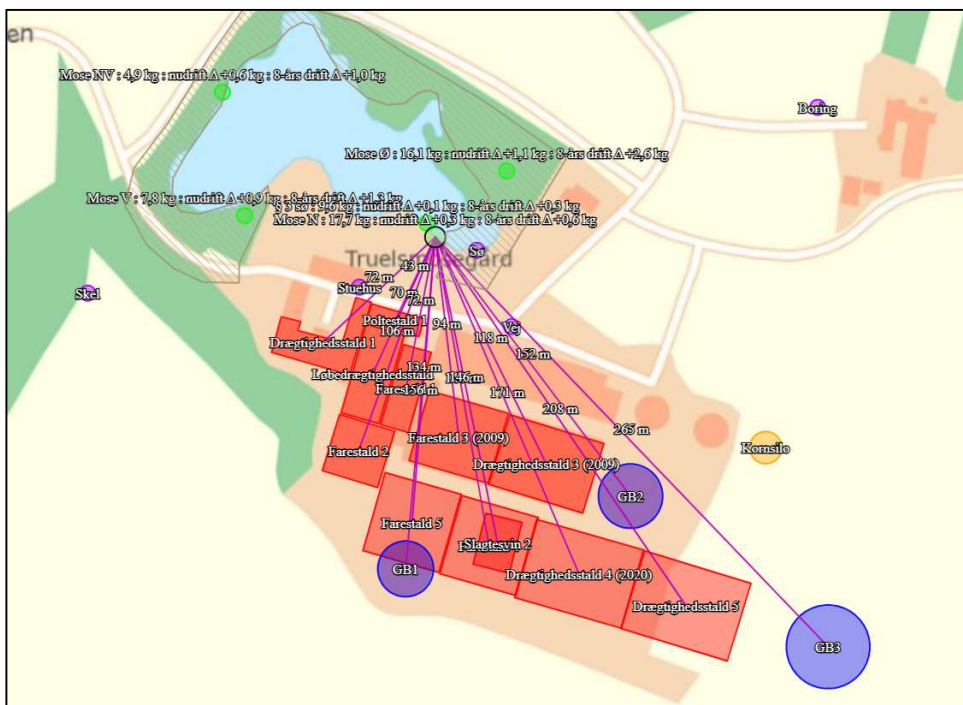 en
Mose NV : 4,9 kg : nudrift Δ +0,6 kg : 8-års drift Δ +1,0 kg
Boring
Mose Ø : 16,1 kg : nudrift Δ +1,1 kg : 8-års drift Δ +2,6 kg
Mose V : 7,8 kg : nudrift Δ +0,9 kg : 8-års drift Δ +1,3 kg
§ 3 sø : 9,6 kg : nudrift Δ +0,1 kg : 8-års drift Δ +0,3 kg
Mose N : 17,7 kg : nudrift Δ +0,3 kg : 8-års drift Δ +0,6 kg
Sø
Truelsmosegård
43 m
72 m
Stuehus
70 m
72 m
Skel
Poltestald 1
94 m
Vej
106 m
118 m
Drægtighedsstald 1
152 m
134 m
Løbedrægtighedsstald
146 m
Farestald 1
156 m
171 m
208 m
265 m
Farestald 3 (2009)
Farestald 2
Drægtighedsstald 3 (2009)
Kornsilo
GB2
Farestald 5
Slagtesvin 2
GB1
Drægtighedsstald 4 (2020)
Drægtighedsstald 5
GB3